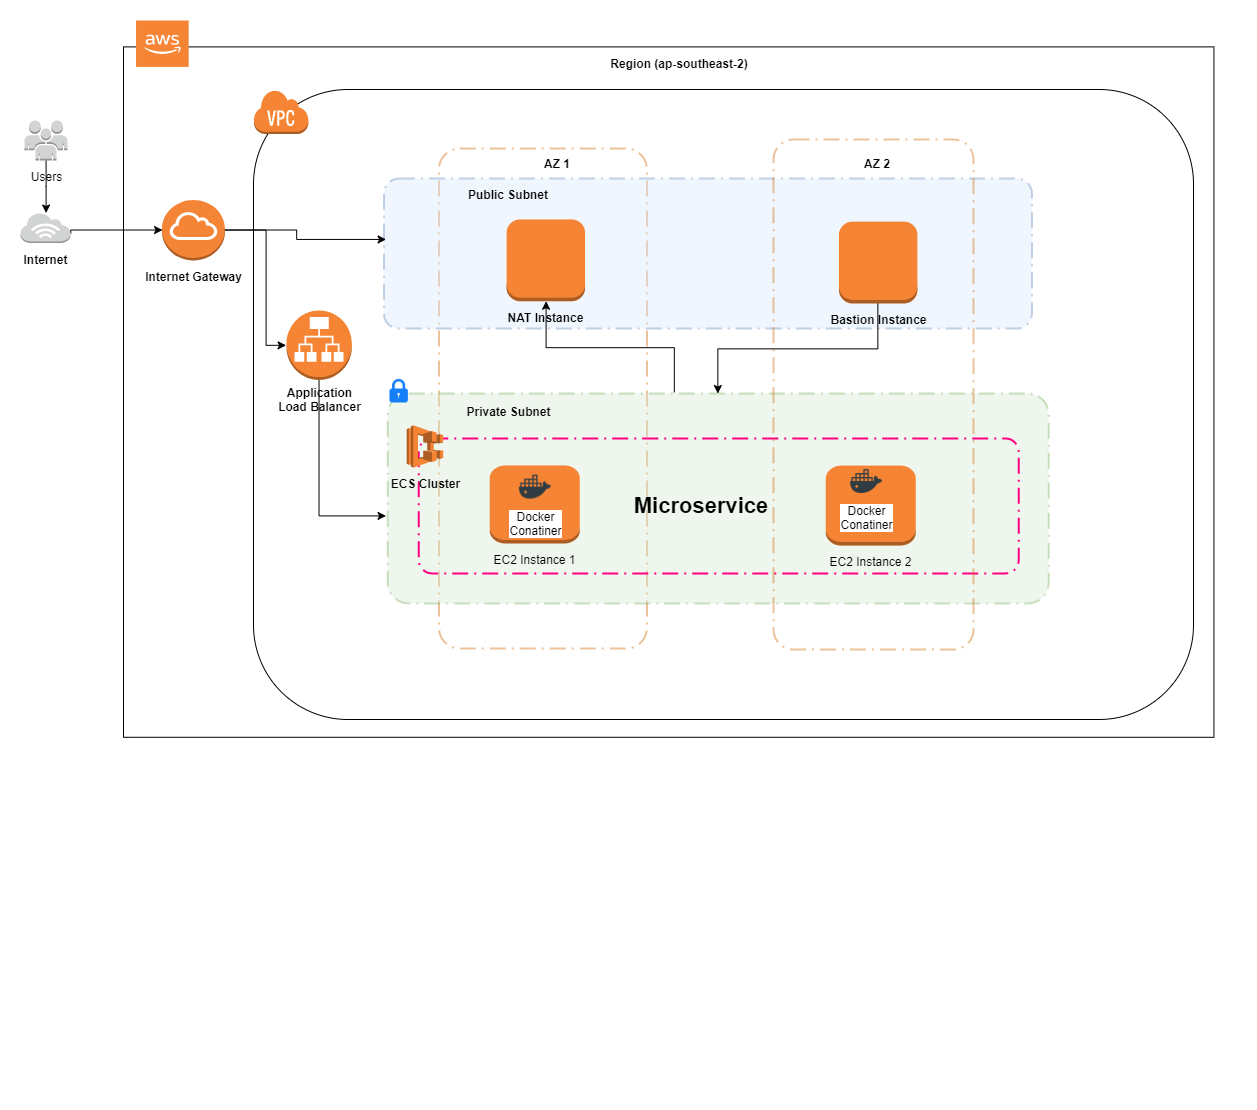 aws
Region (ap-southeast-2)
VPC
AZ 1
AZ 2
Users
Public Subnet
Internet
Internet Gateway
NAT Instance
Bastion Instance
Application
Load Balancer
Private Subnet
ECS Cluster
Microservice
Docker
Conatiner
Docker
Conatiner
EC2 Instance 1
EC2 Instance 2